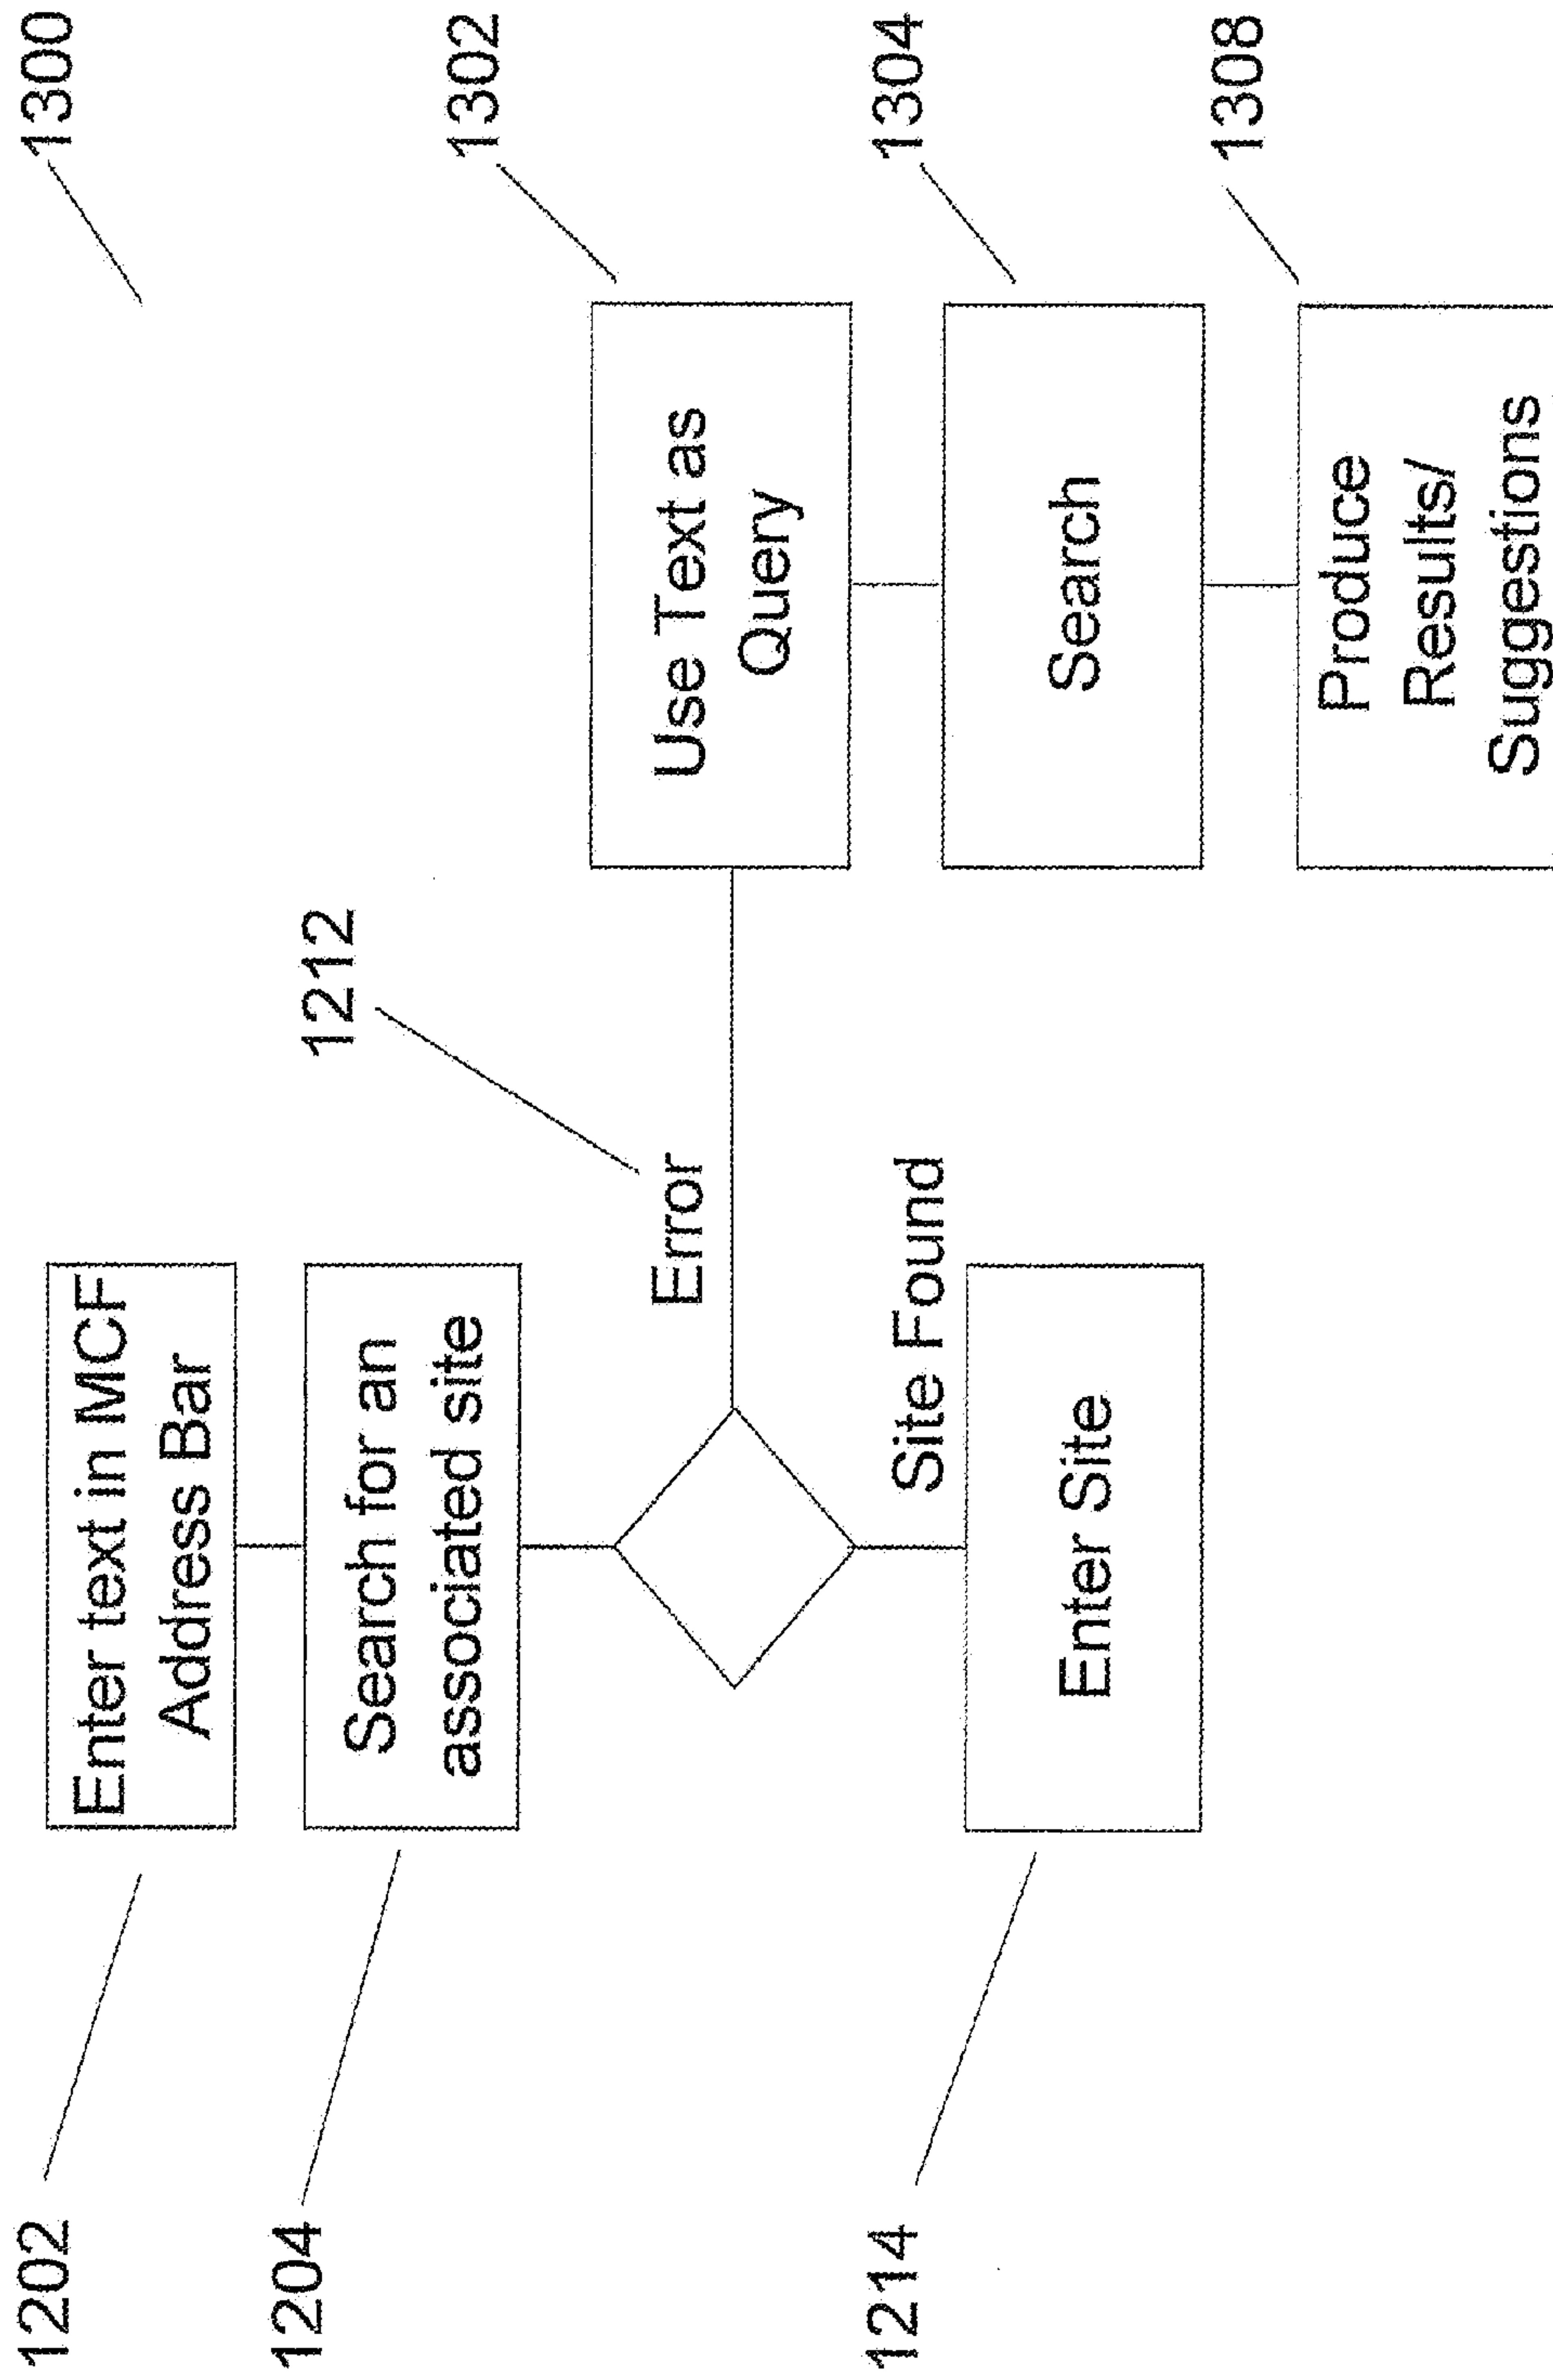 1300
1202
Enter text in MCF
Address Bar
1204
Search for an
associated site
1212
Error
1302
Use Text as
Query
Site Found
1214
Enter Site
1304
Search
1308
Produce
Results/
Suggestions